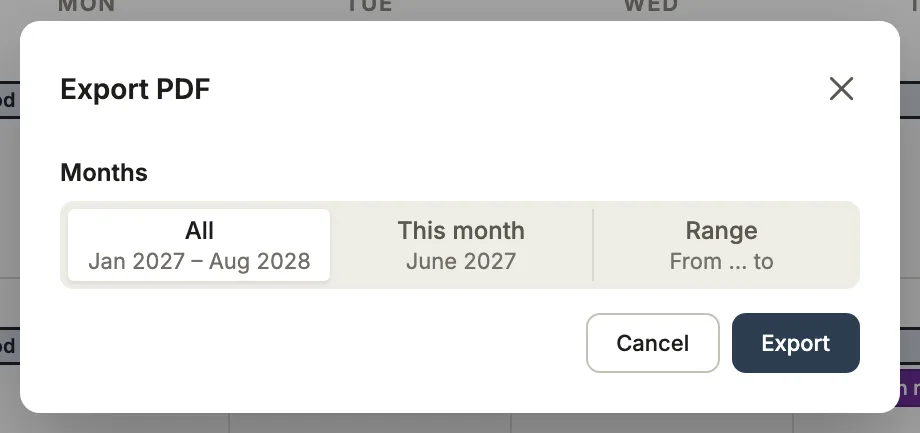 MON TUE WED
Export PDF
Months
All
Jan 2027 – Aug 2028
This month
June 2027
Range
From ... to
Cancel
Export